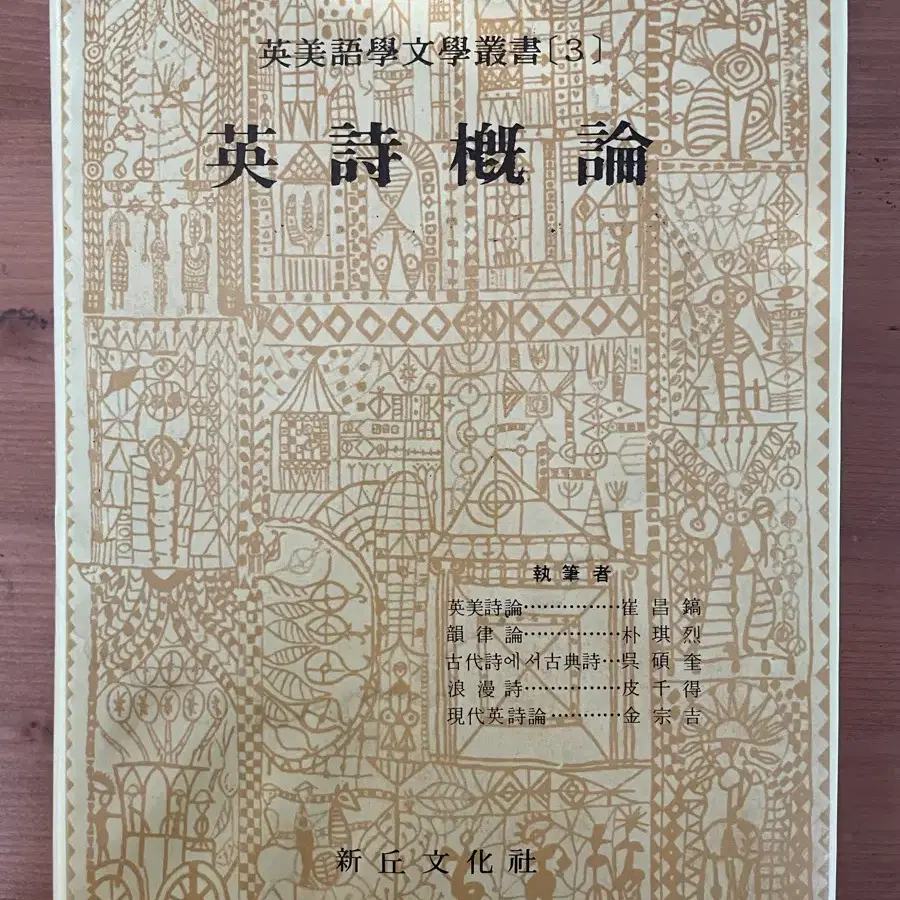 英美語學文學叢書〔3〕
英詩槪論
執筆者
英美詩論················崔昌鎬
韻律論················朴琪烈
古代詩에서古典詩···吳碩奎
浪漫詩················皮千得
現代英詩論···········金宗吉
新丘文化社